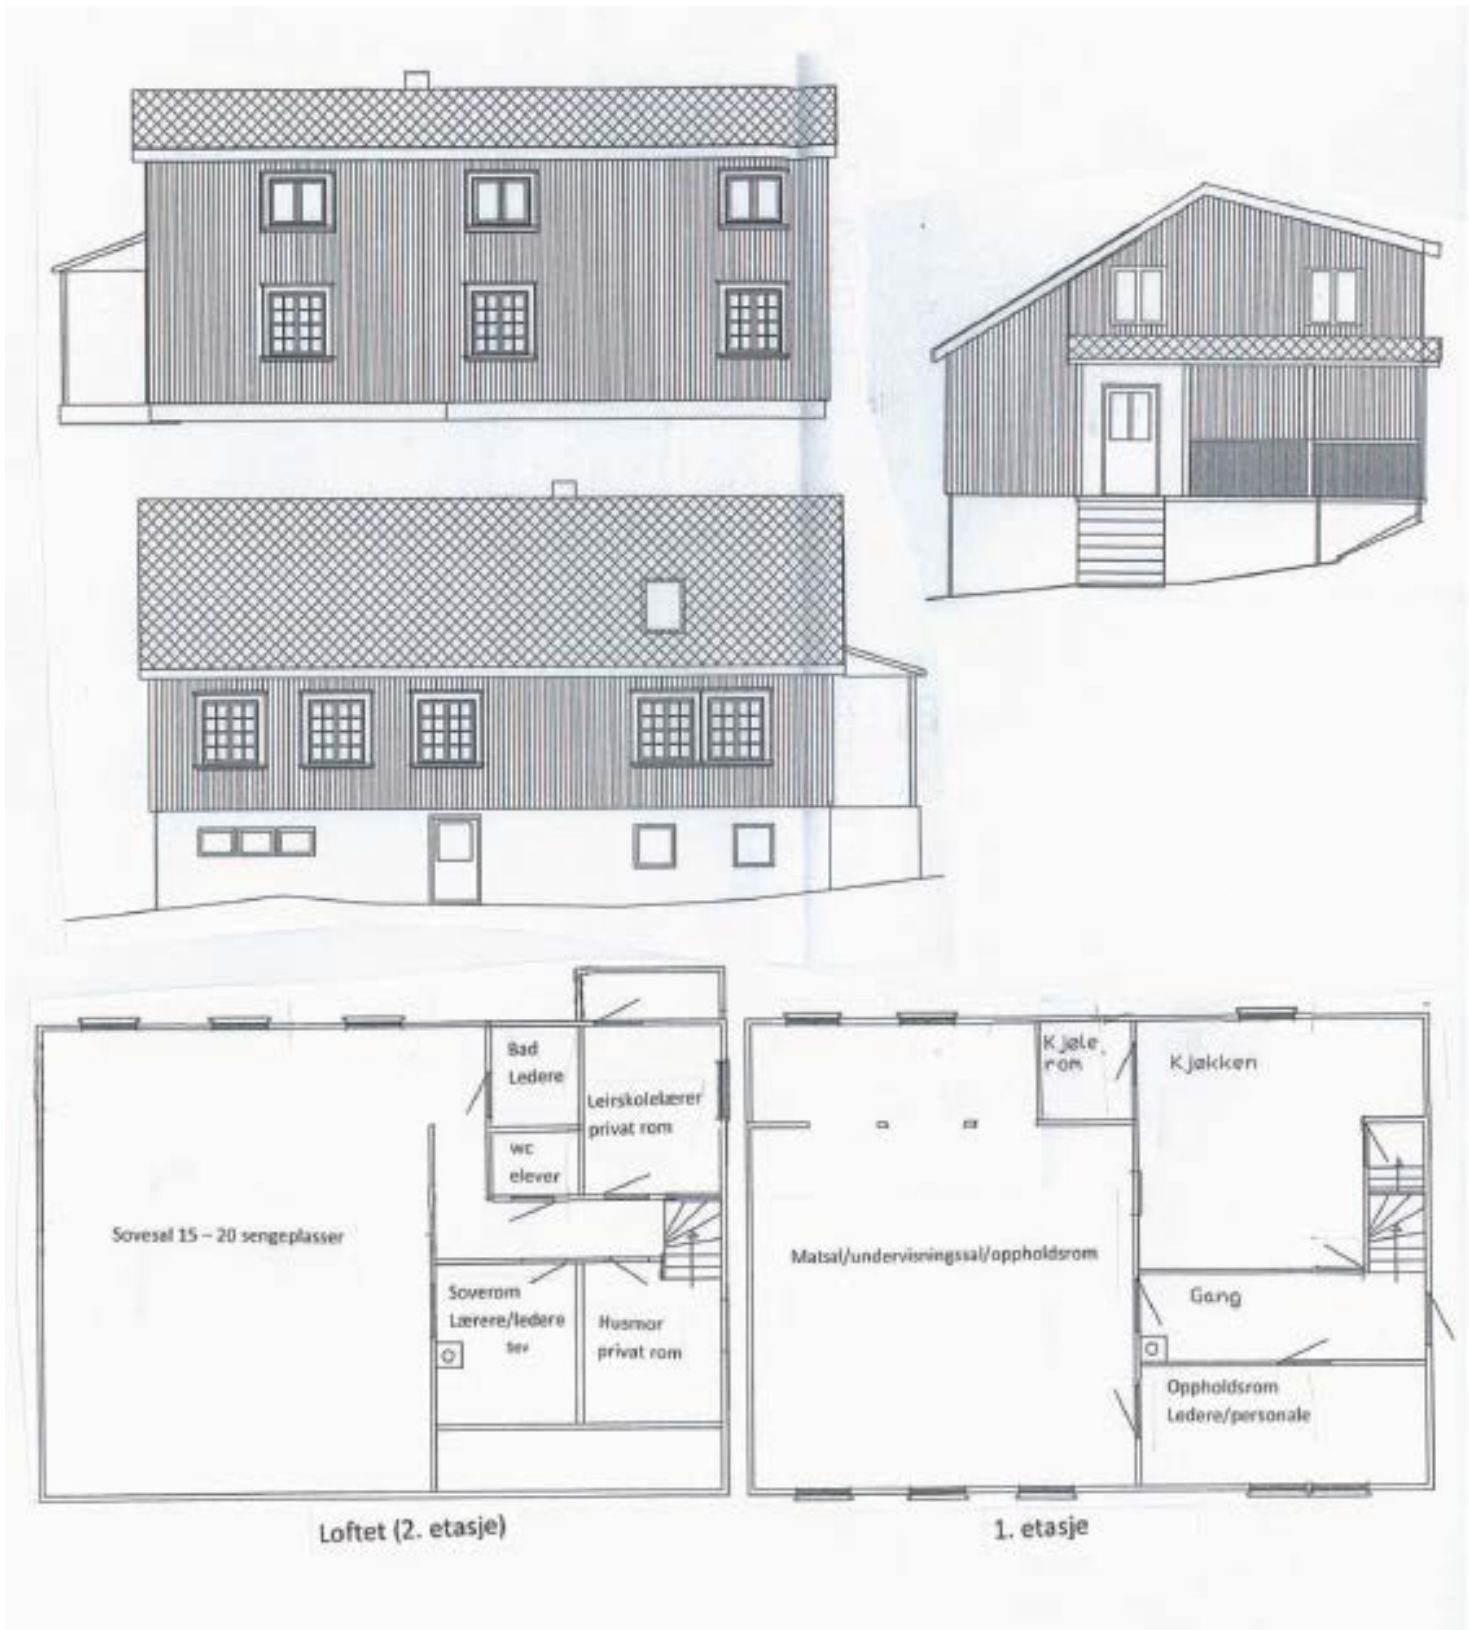 Bad
Ledere
Leirskolelærer
privat rom
wc
elever
Sovesal 15 – 20 sengeplasser
Soverom
Lærere/ledere
Husmor
privat rom
Loftet (2. etasje)
Kjøle
rom
Kjøkken
Matsal/undervisningssal/oppholdsrom
Gang
Oppholdsrom
Ledere/personale
1. etasje